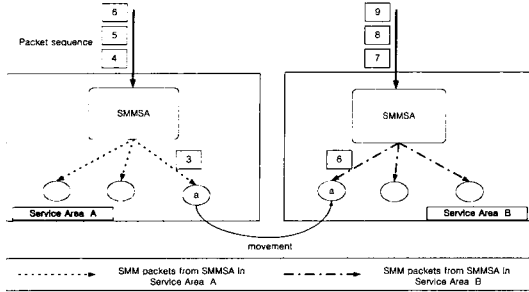 6
9
Packet sequence
5
8
4
7
SMMSA
SMMSA
3
6
a
a
Service Area A
Service Area B
movement
SMM packets from SMMSA in
Service Area A
SMM packets from SMMSA in
Service Area B